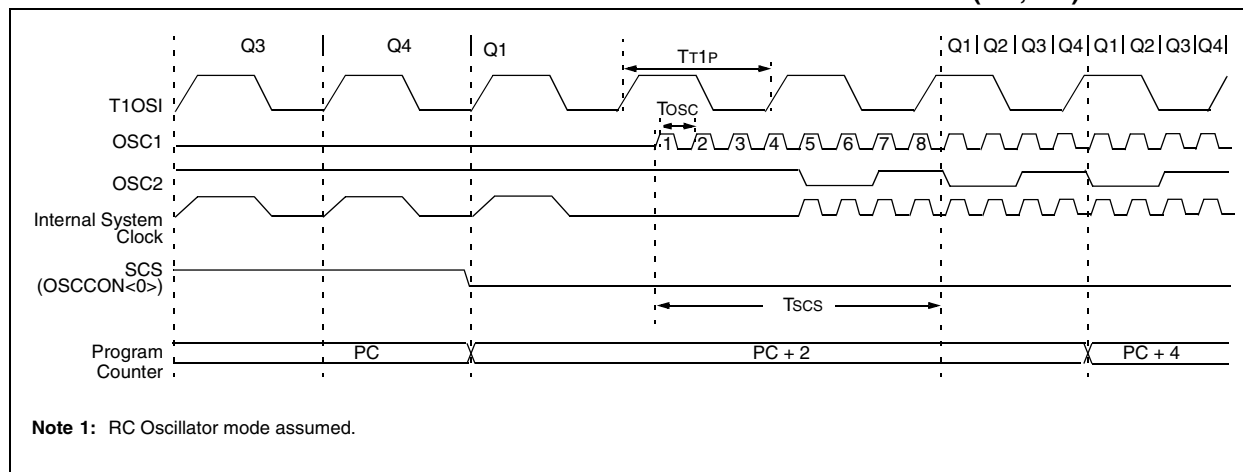 Q3 Q4 Q1 Q1 Q2 Q3 Q4 Q1 Q2 Q3 Q4
TT1P
T1OSI
TOSC
OSC1 1 2 3 4 5 6 7 8
OSC2
Internal System
Clock
SCS
(OSCCON<0>)
TSCS
Program PC PC + 2 PC + 4
Counter
Note 1: RC Oscillator mode assumed.